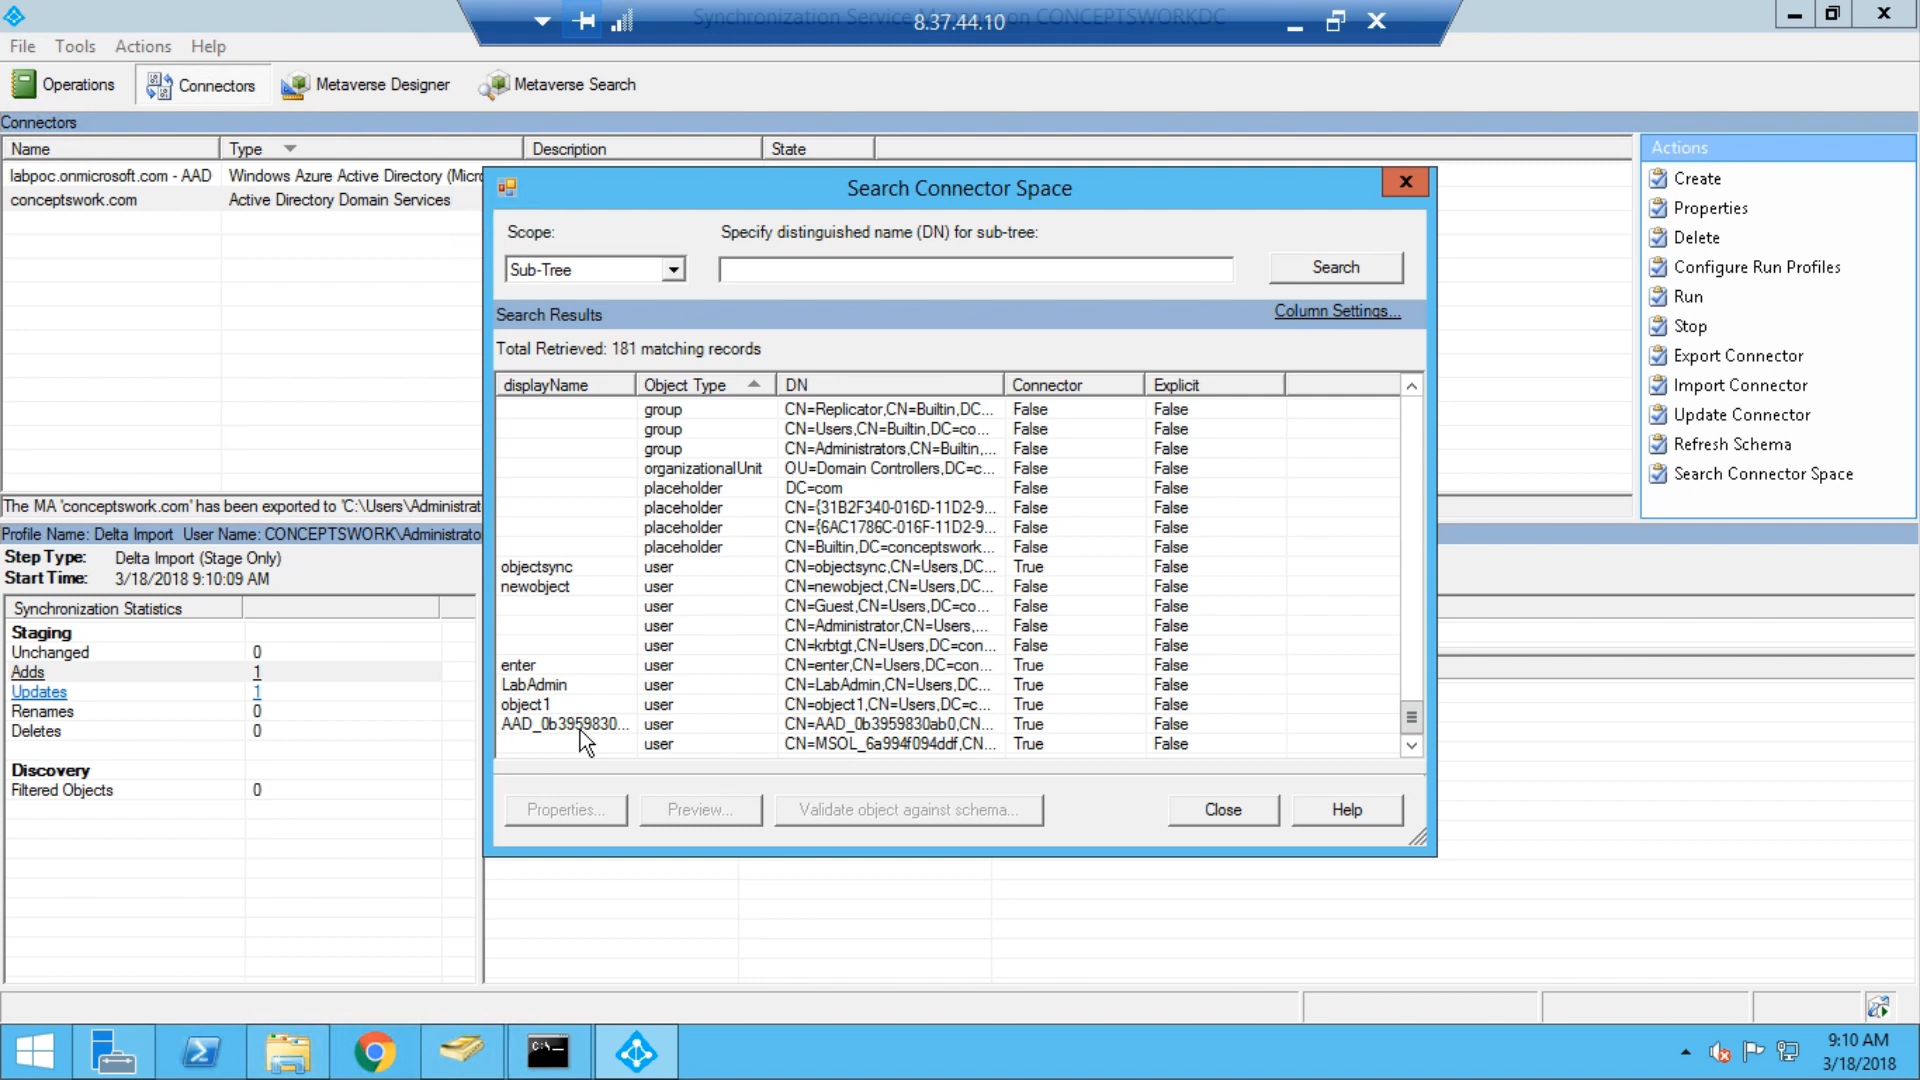 Synchronization Service Manager on CONCEPTSWORKDC
8.37.44.10
File Tools Actions Help
Operations Connectors Metaverse Designer Metaverse Search
Connectors
Name Type Description State
labpoc.onmicrosoft.com - AAD Windows Azure Active Directory (Micro
conceptswork.com Active Directory Domain Services
The MA 'conceptswork.com' has been exported to 'C:\Users\Administrat
Profile Name: Delta Import User Name: CONCEPTSWORK\Administrato
Step Type: Delta Import (Stage Only)
Start Time: 3/18/2018 9:10:09 AM
Synchronization Statistics
Staging
Unchanged 0
Adds 1
Updates 1
Renames 0
Deletes 0
Discovery
Filtered Objects 0
Search Connector Space
Scope: Specify distinguished name (DN) for sub-tree:
Sub-Tree Search
Search Results Column Settings...
Total Retrieved: 181 matching records
displayName Object Type DN Connector Explicit
group CN=Replicator,CN=Builtin,DC... False False
group CN=Users,CN=Builtin,DC=co... False False
group CN=Administrators,CN=Builtin,... False False
organizationalUnit OU=Domain Controllers,DC=c... False False
placeholder DC=com False False
placeholder CN={31B2F340-016D-11D2-9... False False
placeholder CN={6AC1786C-016F-11D2-9... False False
placeholder CN=Builtin,DC=conceptswork... False False
objectsync user CN=objectsync,CN=Users,DC... True False
newobject user CN=newobject,CN=Users,DC... False False
user CN=Guest,CN=Users,DC=co... False False
user CN=Administrator,CN=Users,... False False
user CN=krbtgt,CN=Users,DC=con... False False
enter user CN=enter,CN=Users,DC=con... True False
LabAdmin user CN=LabAdmin,CN=Users,DC... True False
object1 user CN=object1,CN=Users,DC=c... True False
AAD_0b3959830... user CN=AAD_0b3959830ab0,CN... True False
user CN=MSOL_6a994f094ddf,CN... True False
Properties... Preview... Validate object against schema... Close Help
Actions
Create
Properties
Delete
Configure Run Profiles
Run
Stop
Export Connector
Import Connector
Update Connector
Refresh Schema
Search Connector Space
9:10 AM
3/18/2018